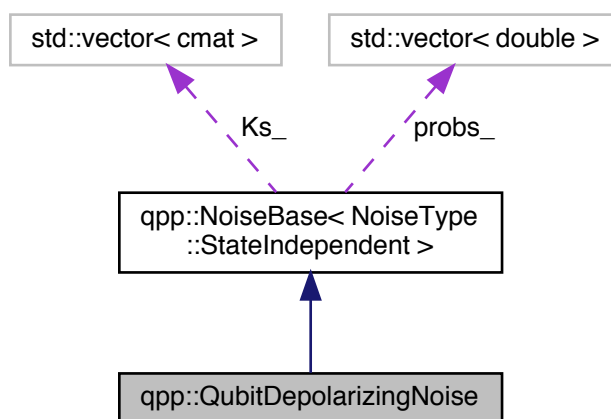 std::vector< cmat >
std::vector< double >
Ks_
probs_
qpp::NoiseBase< NoiseType
::StateIndependent >
qpp::QubitDepolarizingNoise